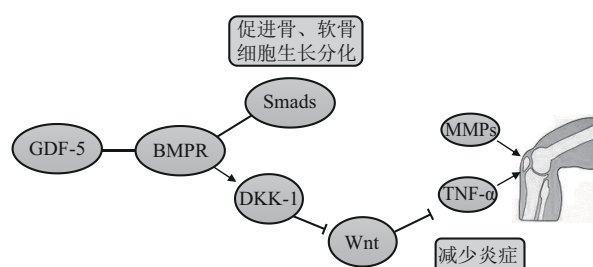 促进骨、软骨
细胞生长分化
Smads
MMPs
GDF-5
BMPR
DKK-1
TNF-α
Wnt
减少炎症